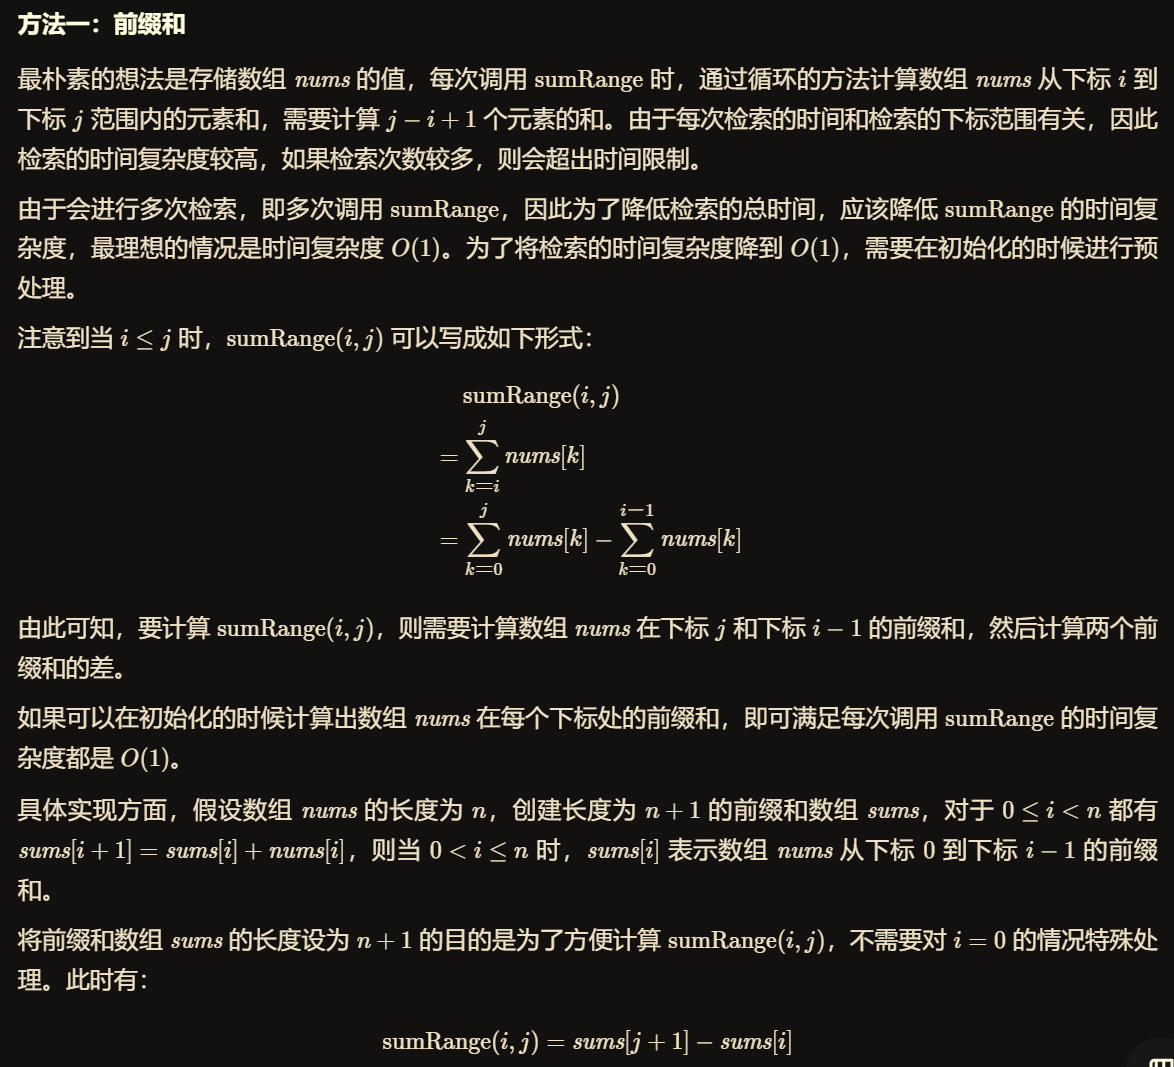 方法一：前缀和
最朴素的想法是存储数组 nums 的值，每次调用 sumRange 时，通过循环的方法计算数组 nums 从下标 i 到
下标 j 范围内的元素和，需要计算 j − i + 1 个元素的和。由于每次检索的时间和检索的下标范围有关，因此
检索的时间复杂度较高，如果检索次数较多，则会超出时间限制。
由于会进行多次检索，即多次调用 sumRange，因此为了降低检索的总时间，应该降低 sumRange 的时间复
杂度，最理想的情况是时间复杂度 O(1)。为了将检索的时间复杂度降到 O(1)，需要在初始化的时候进行预
处理。
注意到当 i ≤ j 时，sumRange(i, j) 可以写成如下形式：
sumRange(i, j)
j
= ∑ nums[k]
k=i
j i−1
= ∑ nums[k] − ∑ nums[k]
k=0 k=0
由此可知，要计算 sumRange(i, j)，则需要计算数组 nums 在下标 j 和下标 i − 1 的前缀和，然后计算两个前
缀和的差。
如果可以在初始化的时候计算出数组 nums 在每个下标处的前缀和，即可满足每次调用 sumRange 的时间复
杂度都是 O(1)。
具体实现方面，假设数组 nums 的长度为 n，创建长度为 n + 1 的前缀和数组 sums，对于 0 ≤ i < n 都有
sums[i + 1] = sums[i] + nums[i]，则当 0 < i ≤ n 时，sums[i] 表示数组 nums 从下标 0 到下标 i − 1 的前缀
和。
将前缀和数组 sums 的长度设为 n + 1 的目的是为了方便计算 sumRange(i, j)，不需要对 i = 0 的情况特殊处
理。此时有：
sumRange(i, j) = sums[j + 1] − sums[i]